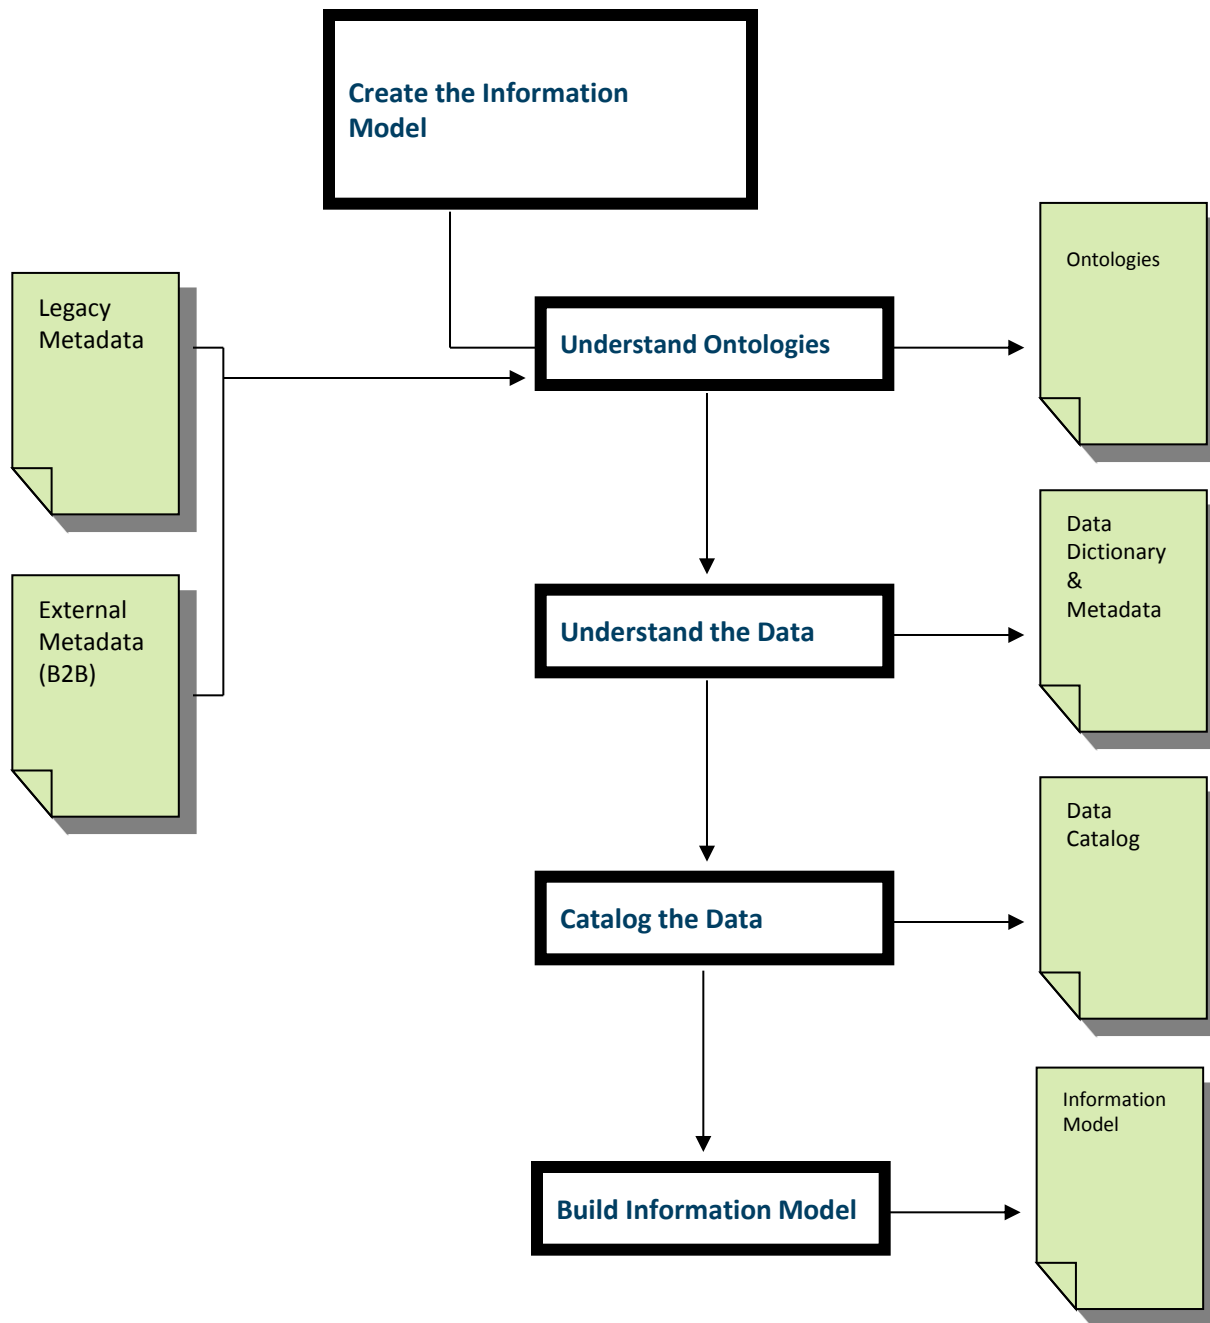 Create the Information
Model
Ontologies
Legacy
Metadata
Understand Ontologies
Data
Dictionary
&
Metadata
External
Metadata
(B2B)
Understand the Data
Data
Catalog
Catalog the Data
Information
Model
Build Information Model